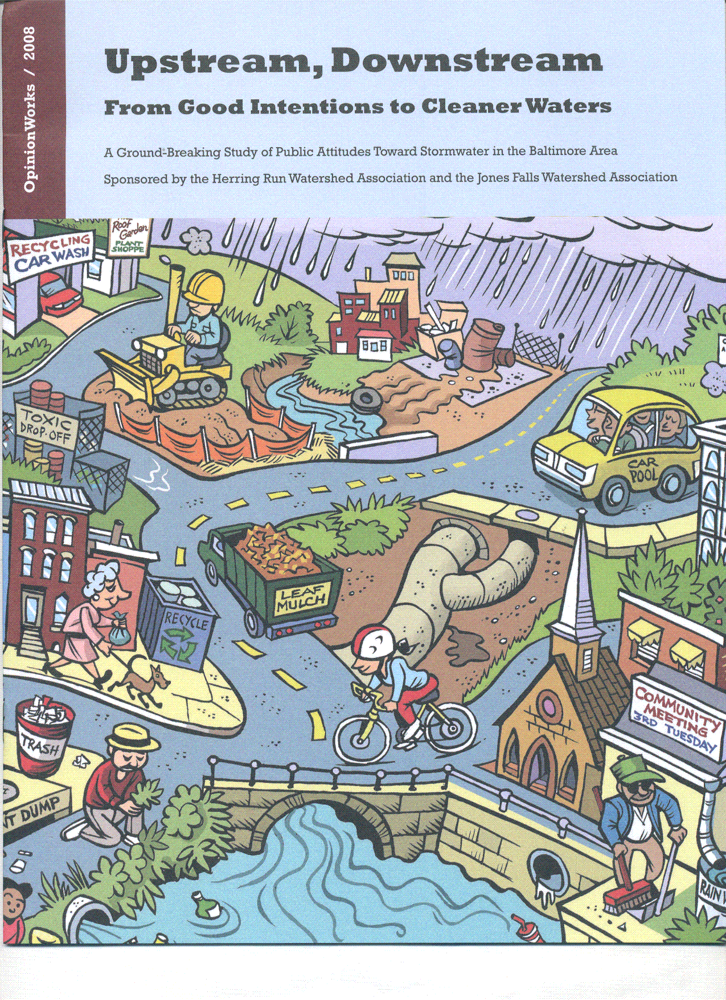 OpinionWorks / 2008
Upstream, Downstream
From Good Intentions to Cleaner Waters
A Ground-Breaking Study of Public Attitudes Toward Stormwater in the Baltimore Area
Sponsored by the Herring Run Watershed Association and the Jones Falls Watershed Association
Roof
Garden
PLANT
SHOPPE
RECYCLING
CAR WASH
TOXIC
DROP-OFF
CAR
POOL
LEAF
MULCH
RECYCLE
COMMUNITY
MEETING
3RD TUESDAY
TRASH
DUMP
RAIN